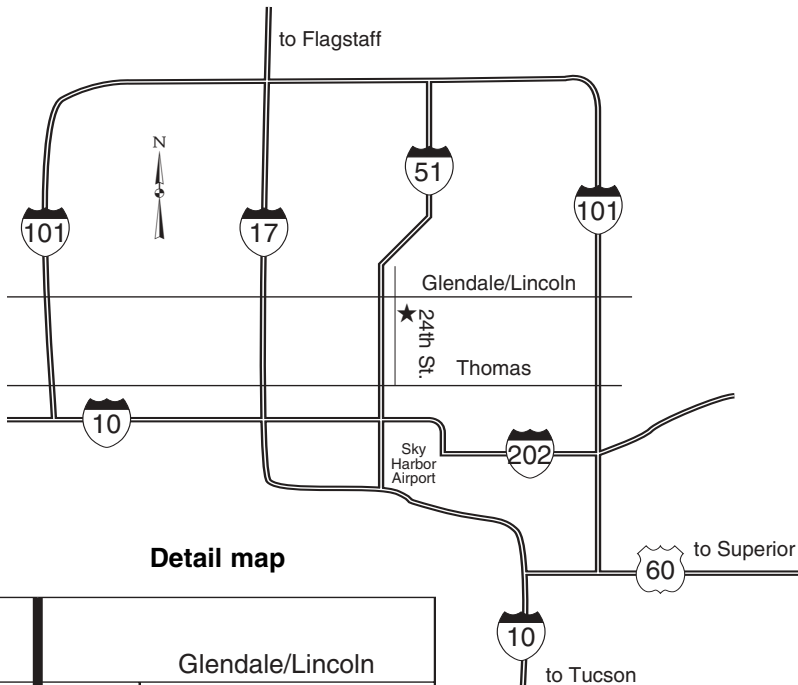 to Flagstaff
N
51
101
17
101
Glendale/Lincoln
24th St.
Thomas
10
Sky
Harbor
Airport
202
Detail map
to Superior
60
Glendale/Lincoln
10
to Tucson